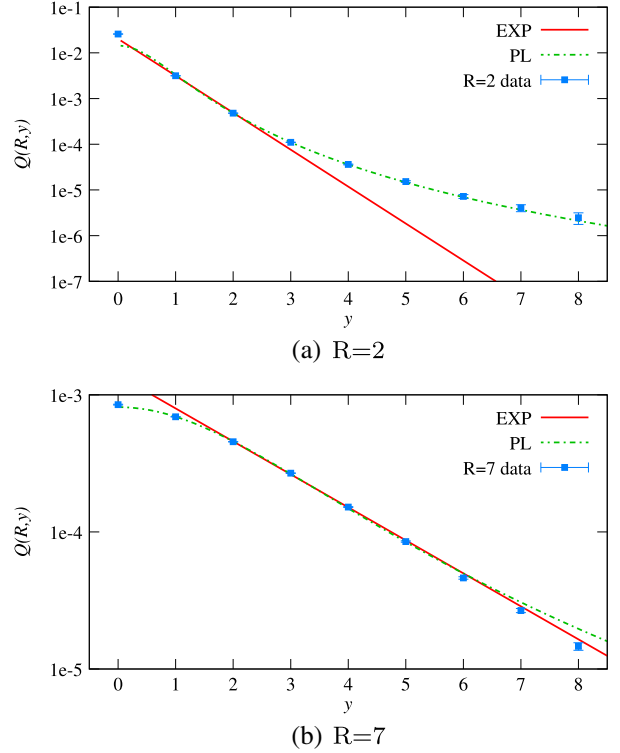 1e-1
1e-2
1e-3
1e-4
1e-5
1e-6
1e-7
Q(R,y)
EXP
PL
R=2 data
0 1 2 3 4 5 6 7 8
y
(a) R=2
1e-3
1e-4
1e-5
Q(R,y)
EXP
PL
R=7 data
0 1 2 3 4 5 6 7 8
y
(b) R=7